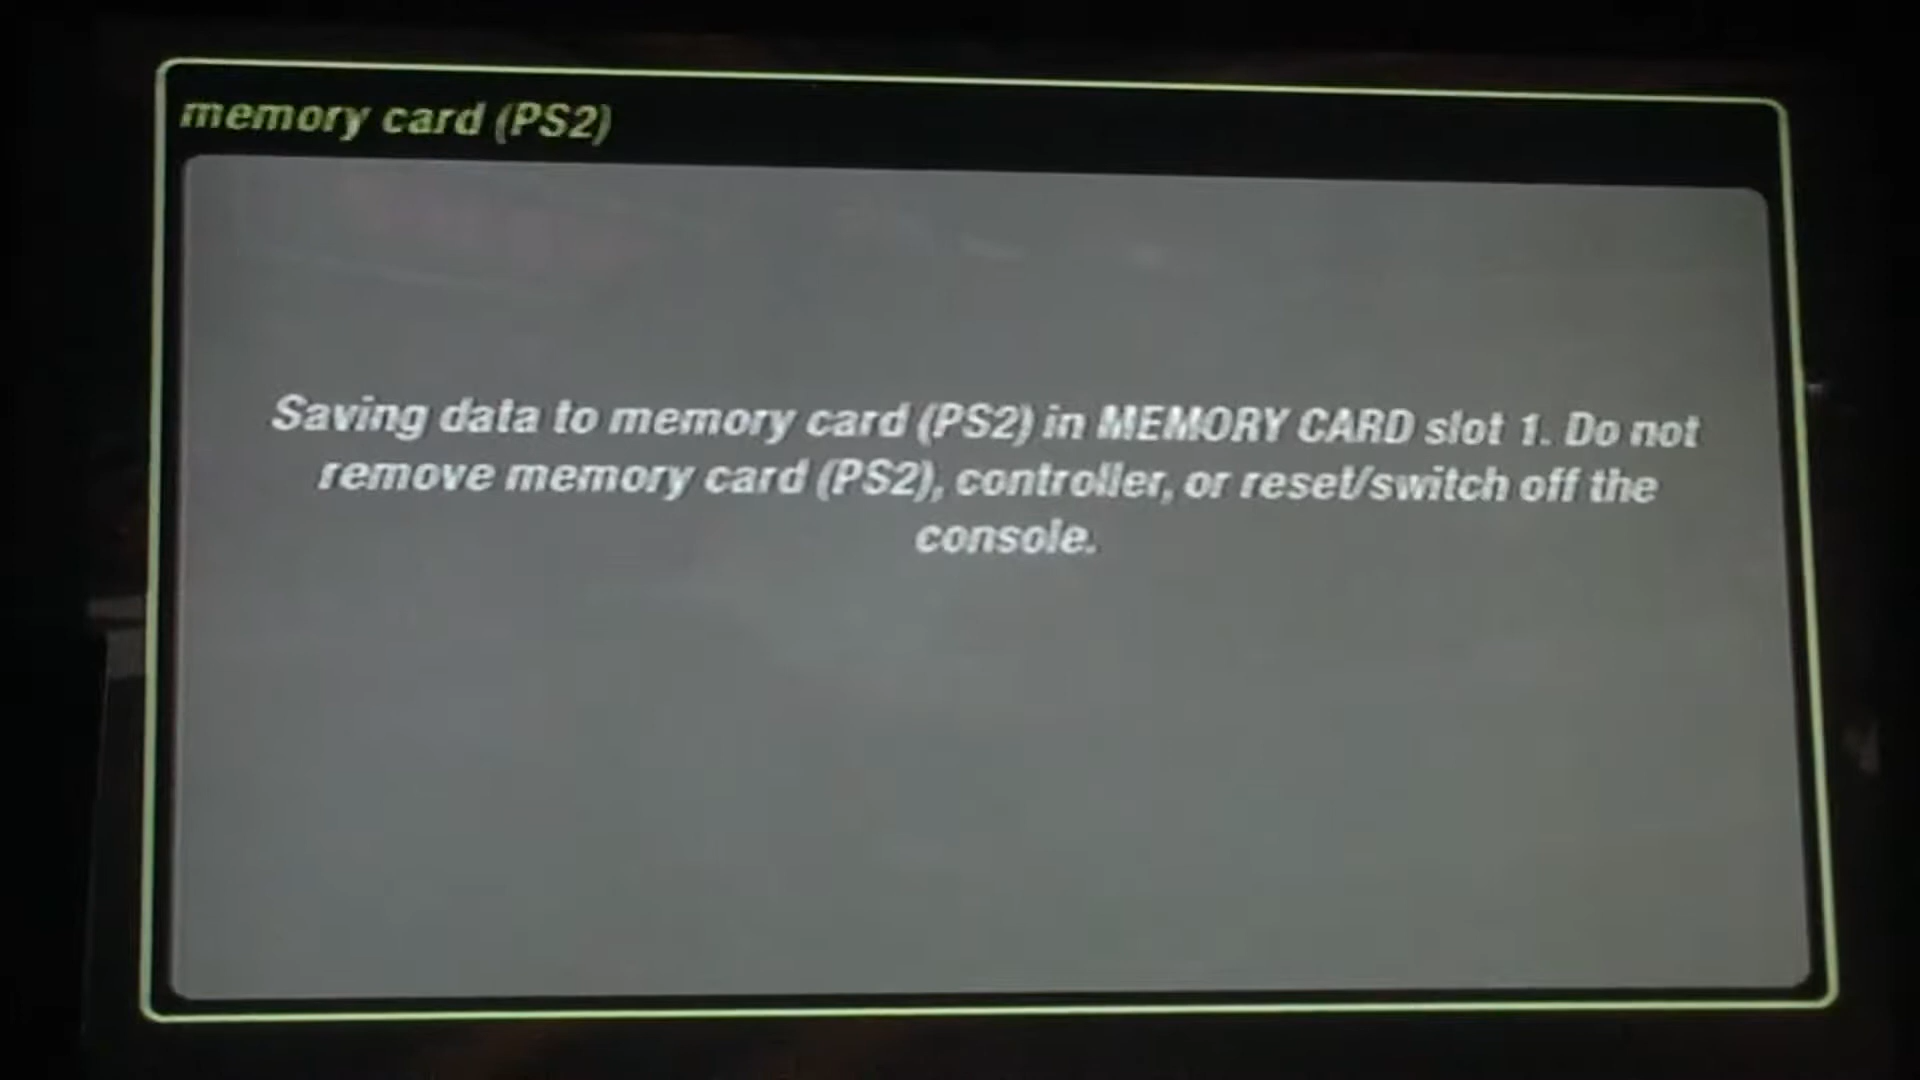 memory card (PS2)
Saving data to memory card (PS2) in MEMORY CARD slot 1. Do not
remove memory card (PS2), controller, or reset/switch off the
console.